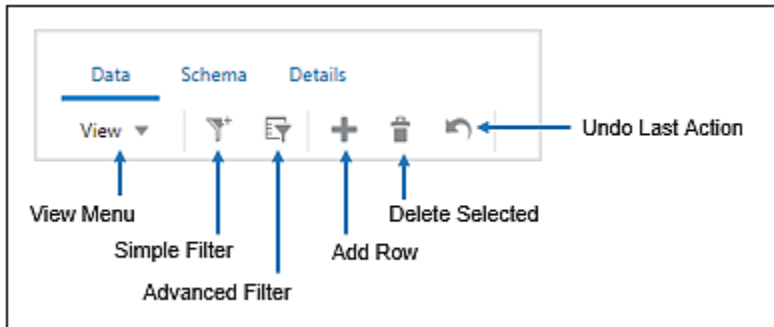 Data Schema Details
View
Undo Last Action
View Menu
Delete Selected
Simple Filter
Add Row
Advanced Filter